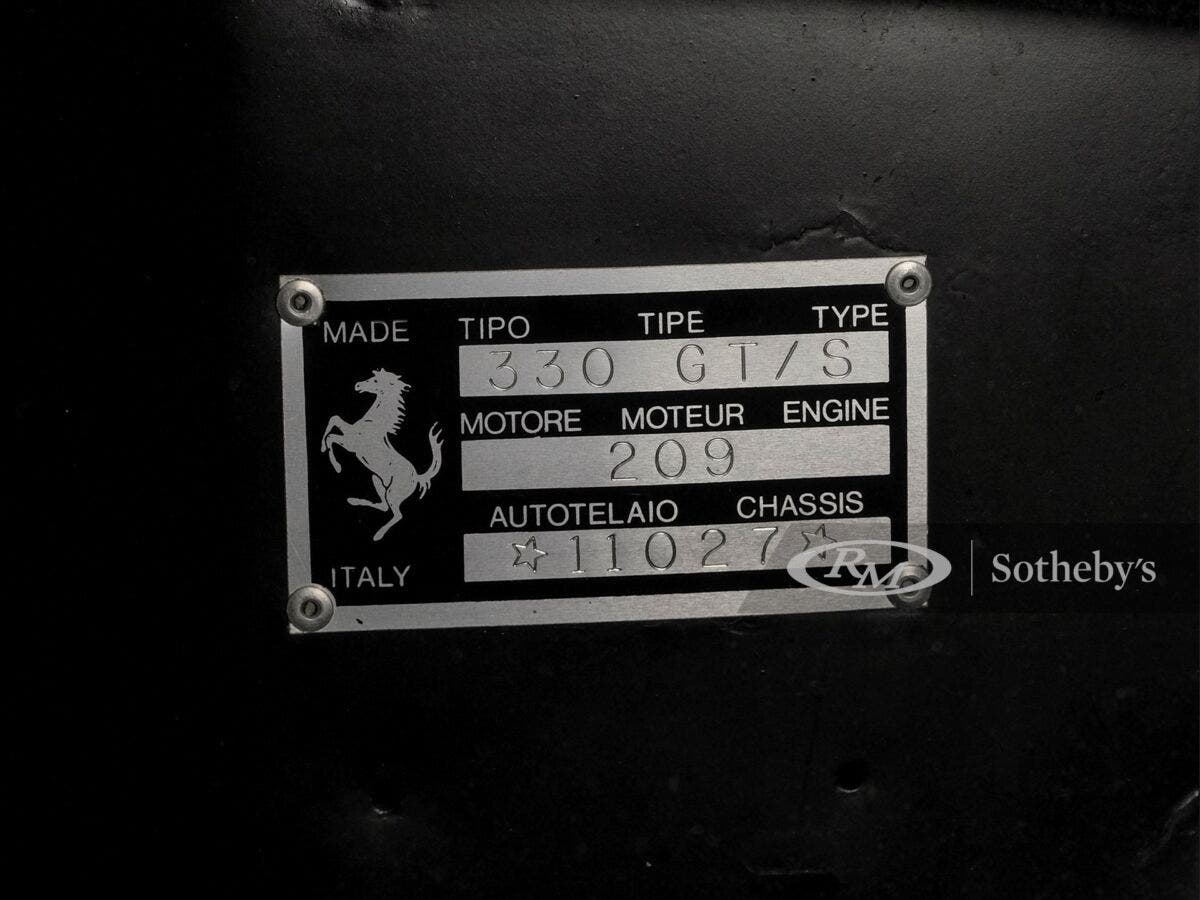 MADE
ITALY
TIPO TIPE TYPE
330 GT/S
MOTORE MOTEUR ENGINE
209
AUTOTELAIO CHASSIS
☆11027☆
RM Sotheby's